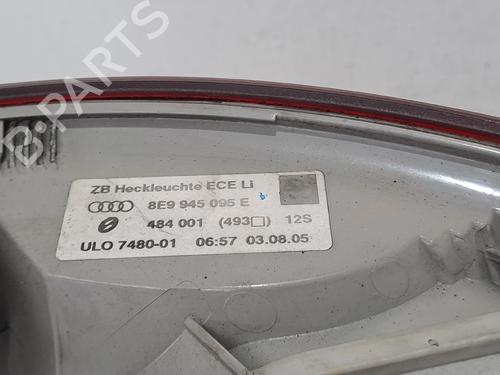 ZB Heckleuchte ECE Li
8E9 945 095 E
484 001 (493□) 12S
ULO 7480-01 06:57 03.08.05
B-PARTS